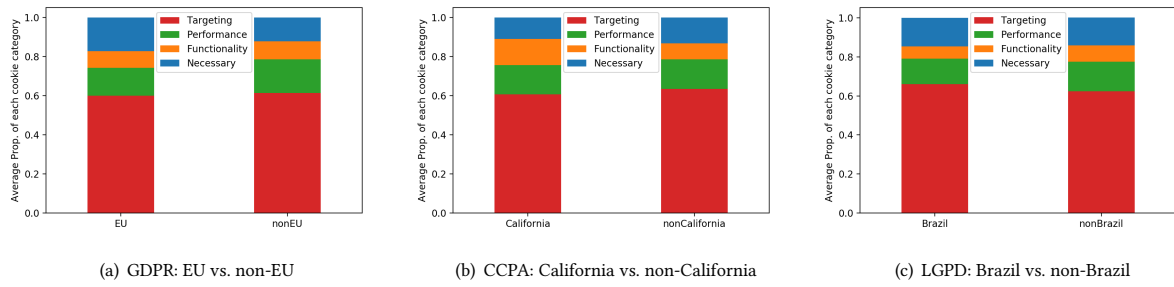 Average Prop. of each cookie category
1.0
0.8
0.6
0.4
0.2
0.0
Targeting
Performance
Functionality
Necessary
EU
nonEU
(a) GDPR: EU vs. non-EU
Average Prop. of each cookie category
1.0
0.8
0.6
0.4
0.2
0.0
Targeting
Performance
Functionality
Necessary
California
nonCalifornia
(b) CCPA: California vs. non-California
Average Prop. of each cookie category
1.0
0.8
0.6
0.4
0.2
0.0
Targeting
Performance
Functionality
Necessary
Brazil
nonBrazil
(c) LGPD: Brazil vs. non-Brazil